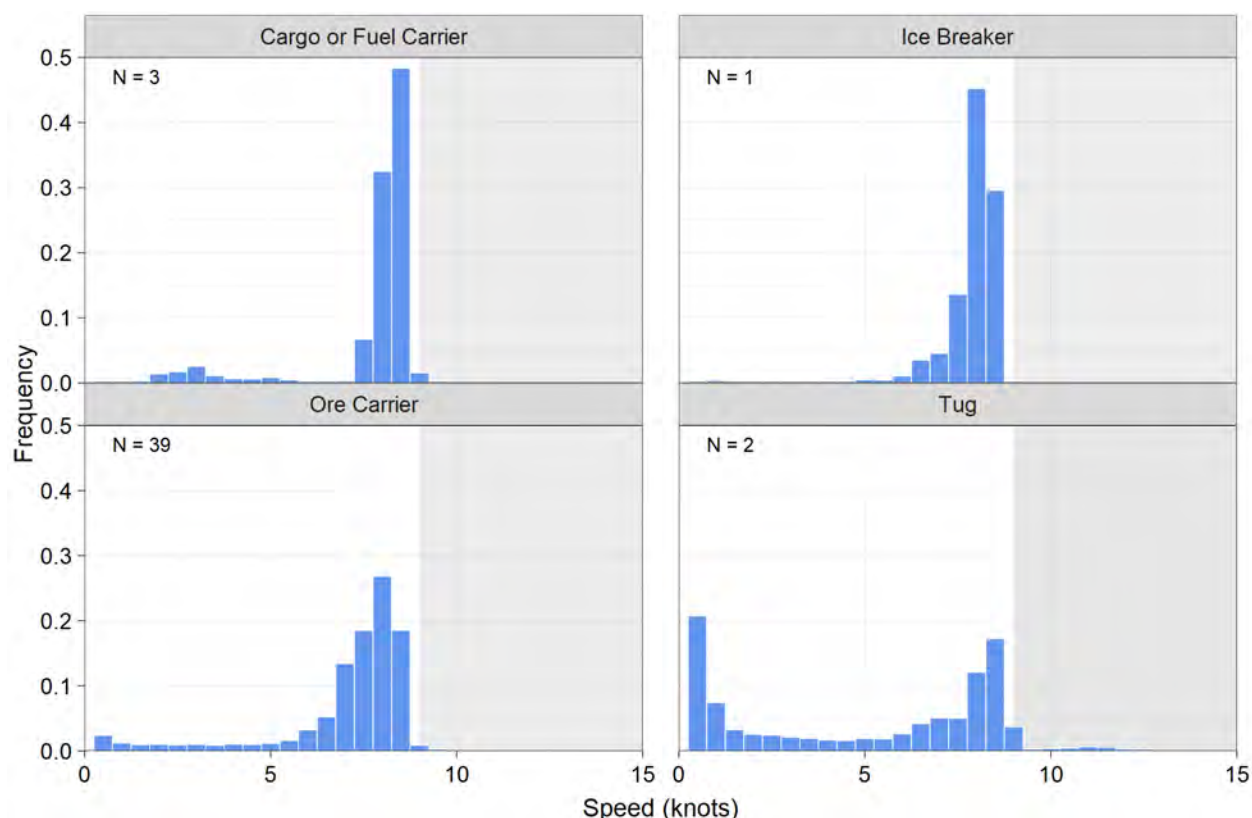 Cargo or Fuel Carrier
Ice Breaker
N = 3
N = 1
0.5
0.4
0.3
0.2
0.1
0.0
Ore Carrier
Tug
N = 39
N = 2
0.5
0.4
0.3
0.2
0.1
0.0
Frequency
0 5 10 15
0 5 10 15
Speed (knots)